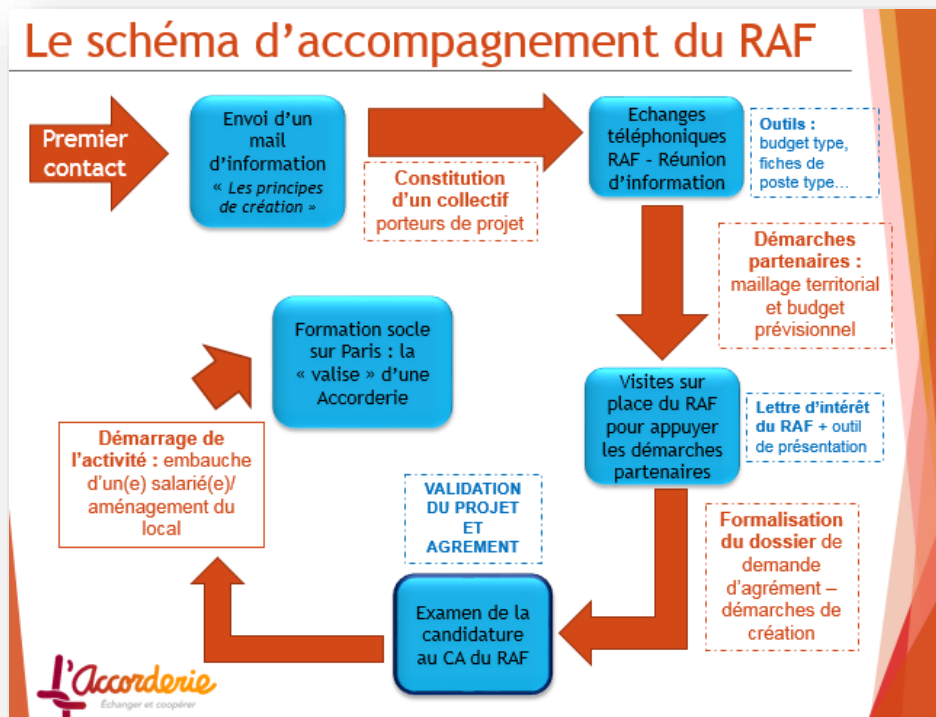 Le schéma d’accompagnement du RAF
Premier
contact
Envoi d’un
mail
d’information
« Les principes
de création »
Constitution
d’un collectif
porteurs de projet
Echanges
téléphoniques
RAF – Réunion
d’information
Outils :
budget type,
fiches de
poste type…
Démarches
partenaires :
maillage territorial
et budget
prévisionnel
Visites sur
place du RAF
pour appuyer
les démarches
partenaires
Lettre d’intérêt
du RAF + outil
de présentation
Formalisation
du dossier de
demande
d’agrément –
démarches de
création
VALIDATION
DU PROJET
ET
AGREMENT
Examen de la
candidature
au CA du RAF
Démarrage de
l’activité : embauche
d’un(e) salarié(e)/
aménagement du
local
Formation socle
sur Paris : la
« valise » d’une
Accorderie
L’Accorderie
Échanger et coopérer